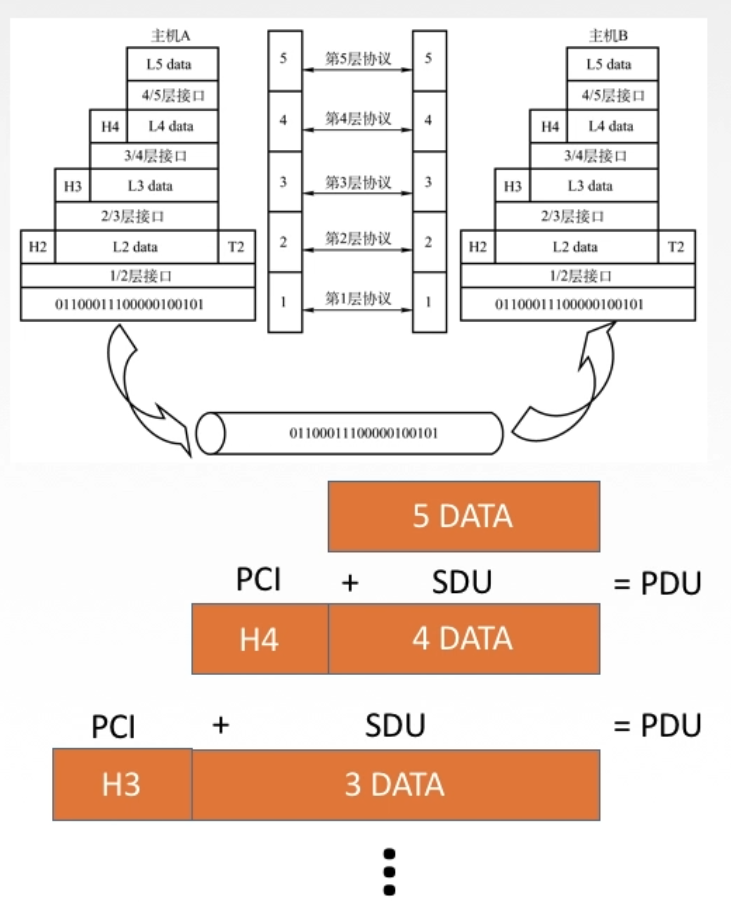 主机A 主机B
L5 data 5 第5层协议 5 L5 data
4/5层接口 4/5层接口
H4 L4 data 4 第4层协议 4 H4 L4 data
3/4层接口 3/4层接口
H3 L3 data 3 第3层协议 3 H3 L3 data
2/3层接口 2/3层接口
H2 L2 data T2 2 第2层协议 2 H2 L2 data T2
1/2层接口 1/2层接口
011000111000000100101 1 第1层协议 1 011000111000000100101
01100011100000100101
5 DATA
PCI + SDU = PDU
H4 4 DATA
PCI + SDU = PDU
H3 3 DATA